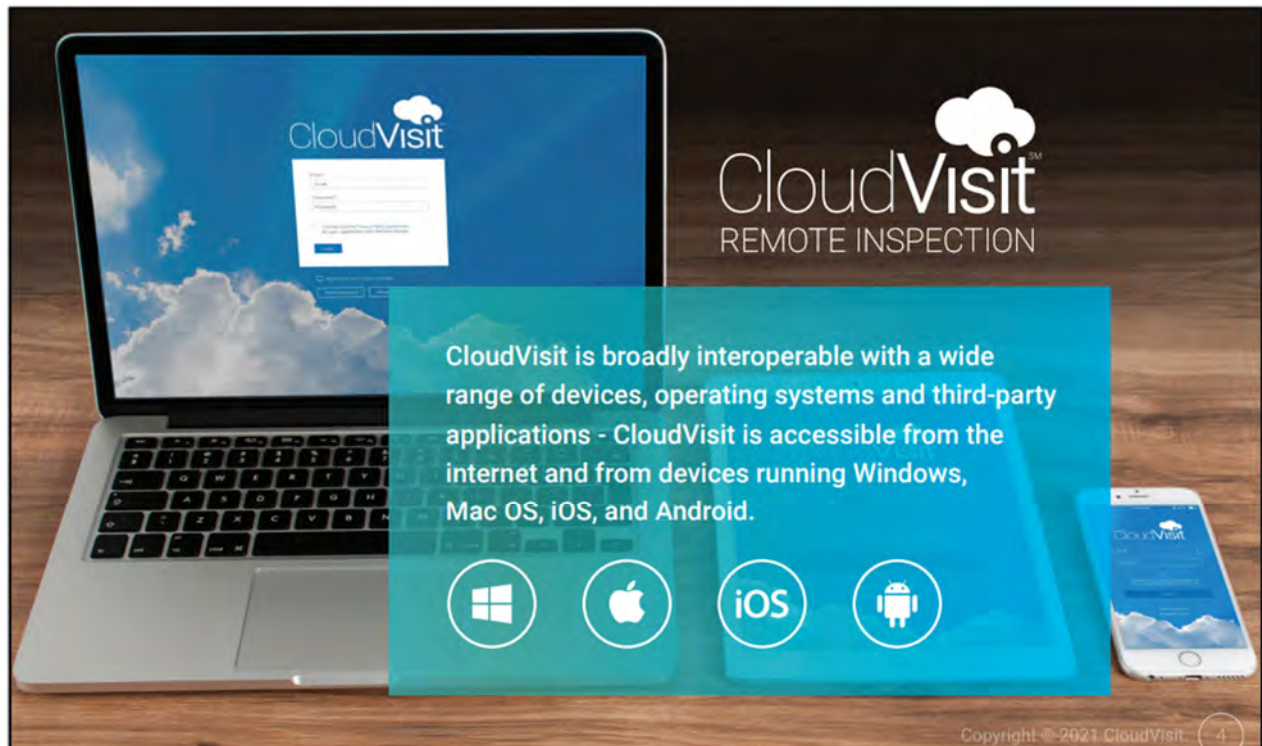 CloudVisit
CloudVisit SM
REMOTE INSPECTION
CloudVisit is broadly interoperable with a wide
range of devices, operating systems and third-party
applications - CloudVisit is accessible from the
internet and from devices running Windows,
Mac OS, iOS, and Android.
iOS
CloudVisit
Copyright © 2021 CloudVisit. 4